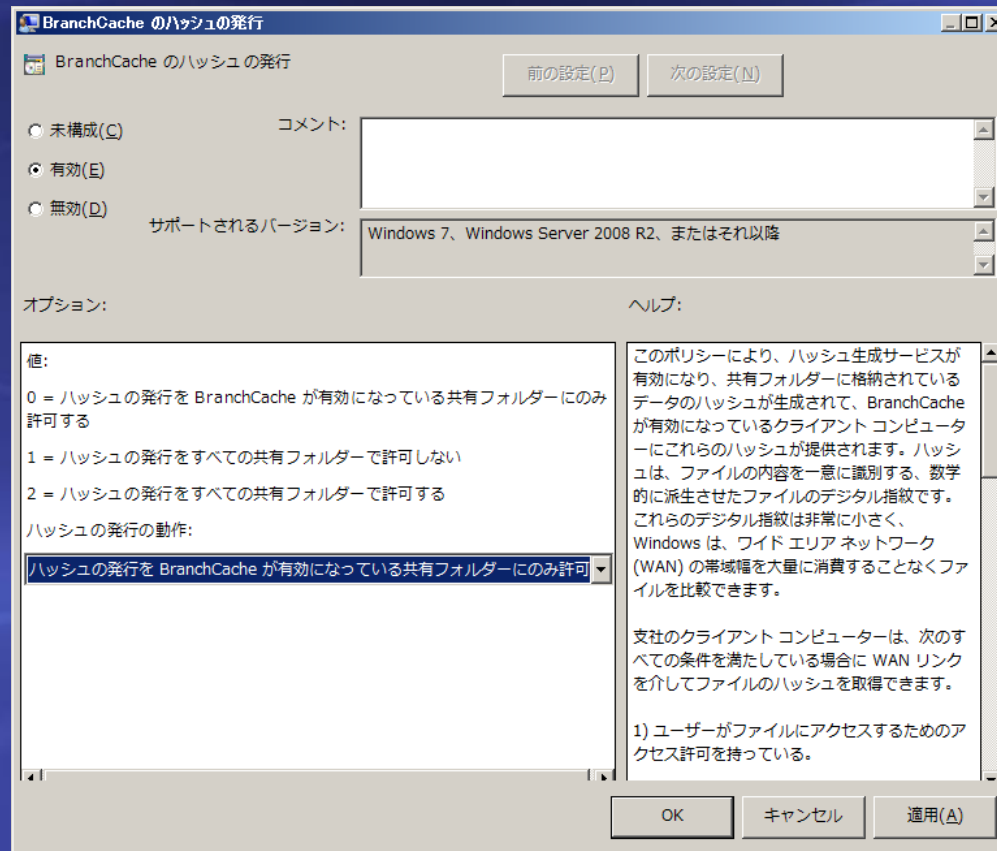 BranchCache のハッシュの発行
BranchCache のハッシュの発行
前の設定(P)
次の設定(N)
未構成(C)
有効(E)
無効(D)
コメント:
サポートされるバージョン:
Windows 7、Windows Server 2008 R2、またはそれ以降
オプション:
ヘルプ:
値:
0 = ハッシュの発行を BranchCache が有効になっている共有フォルダーにのみ
許可する
1 = ハッシュの発行をすべての共有フォルダーで許可しない
2 = ハッシュの発行をすべての共有フォルダーで許可する
ハッシュの発行の動作:
ハッシュの発行を BranchCache が有効になっている共有フォルダーにのみ許可
このポリシーにより、ハッシュ生成サービスが
有効になり、共有フォルダーに格納されている
データのハッシュが生成されて、BranchCache
が有効になっているクライアント コンピュータ
ーにこれらのハッシュが提供されます。ハッシ
ュは、ファイルの内容を一意に識別する、数学
的に派生させたファイルのデジタル指紋です。
これらのデジタル指紋は非常に小さく、
Windows は、ワイド エリア ネットワーク
(WAN) の帯域幅を大量に消費することなくファ
イルを比較できます。
支社のクライアント コンピューターは、次のす
べての条件を満たしている場合に WAN リンク
を介してファイルのハッシュを取得できます。
1) ユーザーがファイルにアクセスするためのア
クセス許可を持っている。
OK
キャンセル
適用(A)